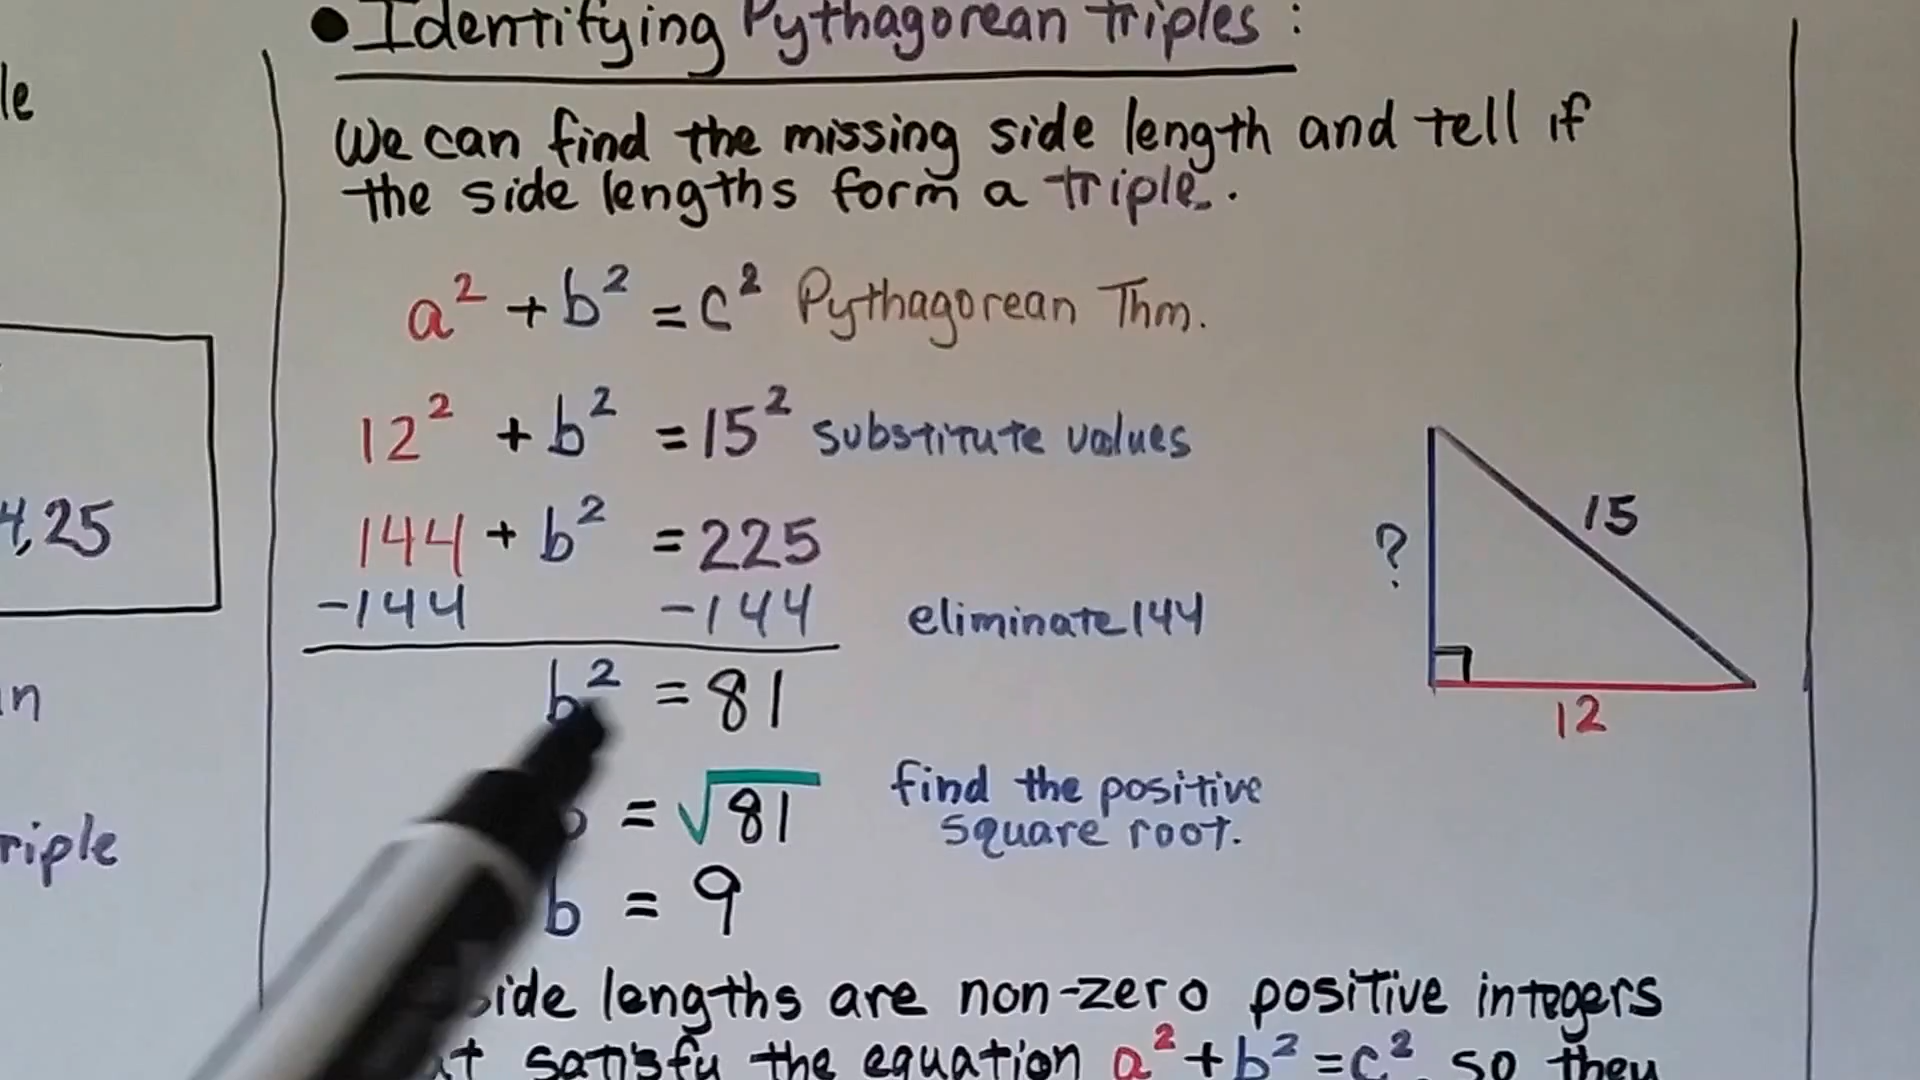 • Identifying Pythagorean Triples:
We can find the missing side length and tell if
the side lengths form a triple.
a² + b² = c² Pythagorean Thm.
12² + b² = 15² substitute values
144 + b² = 225
-144 -144 eliminate 144
b² = 81
= √81 find the positive
square root.
b = 9
side lengths are non-zero positive integers
satisfy the equation a² + b² = c², so they
?
15
12
le
4,25
n
riple